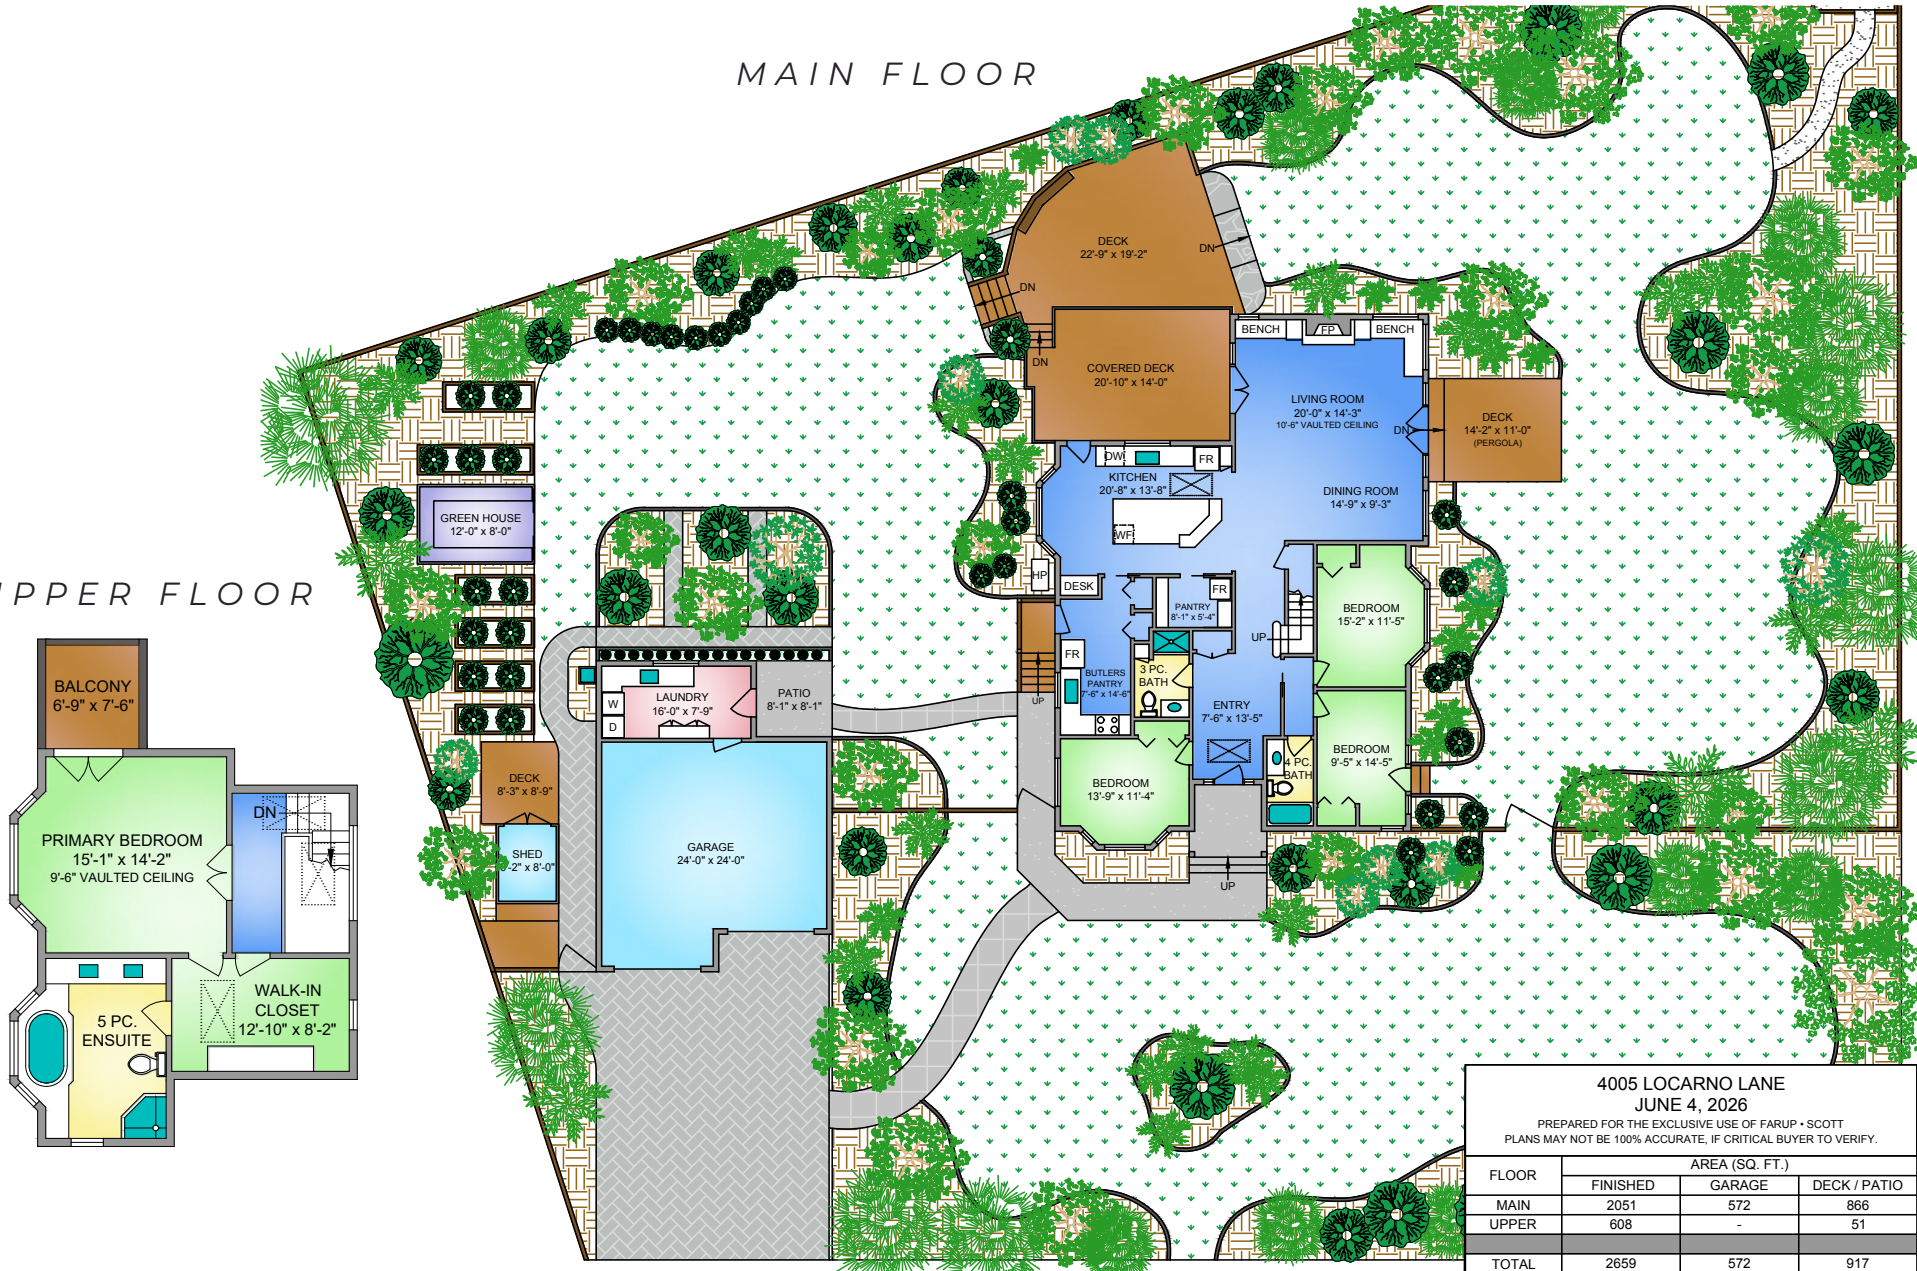 MAIN FLOOR
DECK
22'-9" x 19'-2"
DN
DN
DN
COVERED DECK
20'-10" x 14'-0"
BENCH
FP
BENCH
LIVING ROOM
20'-0" x 14'-3"
10'-6" VAULTED CEILING
DN
DECK
14'-2" x 11'-0"
(PERGOLA)
DW
FR
KITCHEN
20'-8" x 13'-8"
DINING ROOM
14'-9" x 9'-3"
WF
GREEN HOUSE
12'-0" x 8'-0"
HP
DESK
PANTRY
8'-1" x 5'-4"
FR
UP
BEDROOM
15'-2" x 11'-5"
FR
BUTLERS
PANTRY
7'-6" x 14'-6"
3 PC.
BATH
ENTRY
7'-6" x 13'-5"
UP
LAUNDRY
16'-0" x 7'-9"
W
D
PATIO
8'-1" x 8'-1"
BEDROOM
9'-5" x 14'-5"
4 PC.
BATH
BEDROOM
13'-9" x 11'-4"
UP
DECK
8'-3" x 8'-9"
SHED
8'-0"
GARAGE
24'-0" x 24'-0"
PPER FLOOR
BALCONY
6'-9" x 7'-6"
DN
PRIMARY BEDROOM
15'-1" x 14'-2"
9'-6" VAULTED CEILING
WALK-IN
CLOSET
12'-10" x 8'-2"
5 PC.
ENSUITE
4005 LOCARNO LANE
JUNE 4, 2026
PREPARED FOR THE EXCLUSIVE USE OF FARUP • SCOTT
PLANS MAY NOT BE 100% ACCURATE, IF CRITICAL BUYER TO VERIFY.
FLOOR AREA (SQ. FT.)
FINISHED GARAGE DECK / PATIO
MAIN 2051 572 866
UPPER 608 - 51
TOTAL 2659 572 917